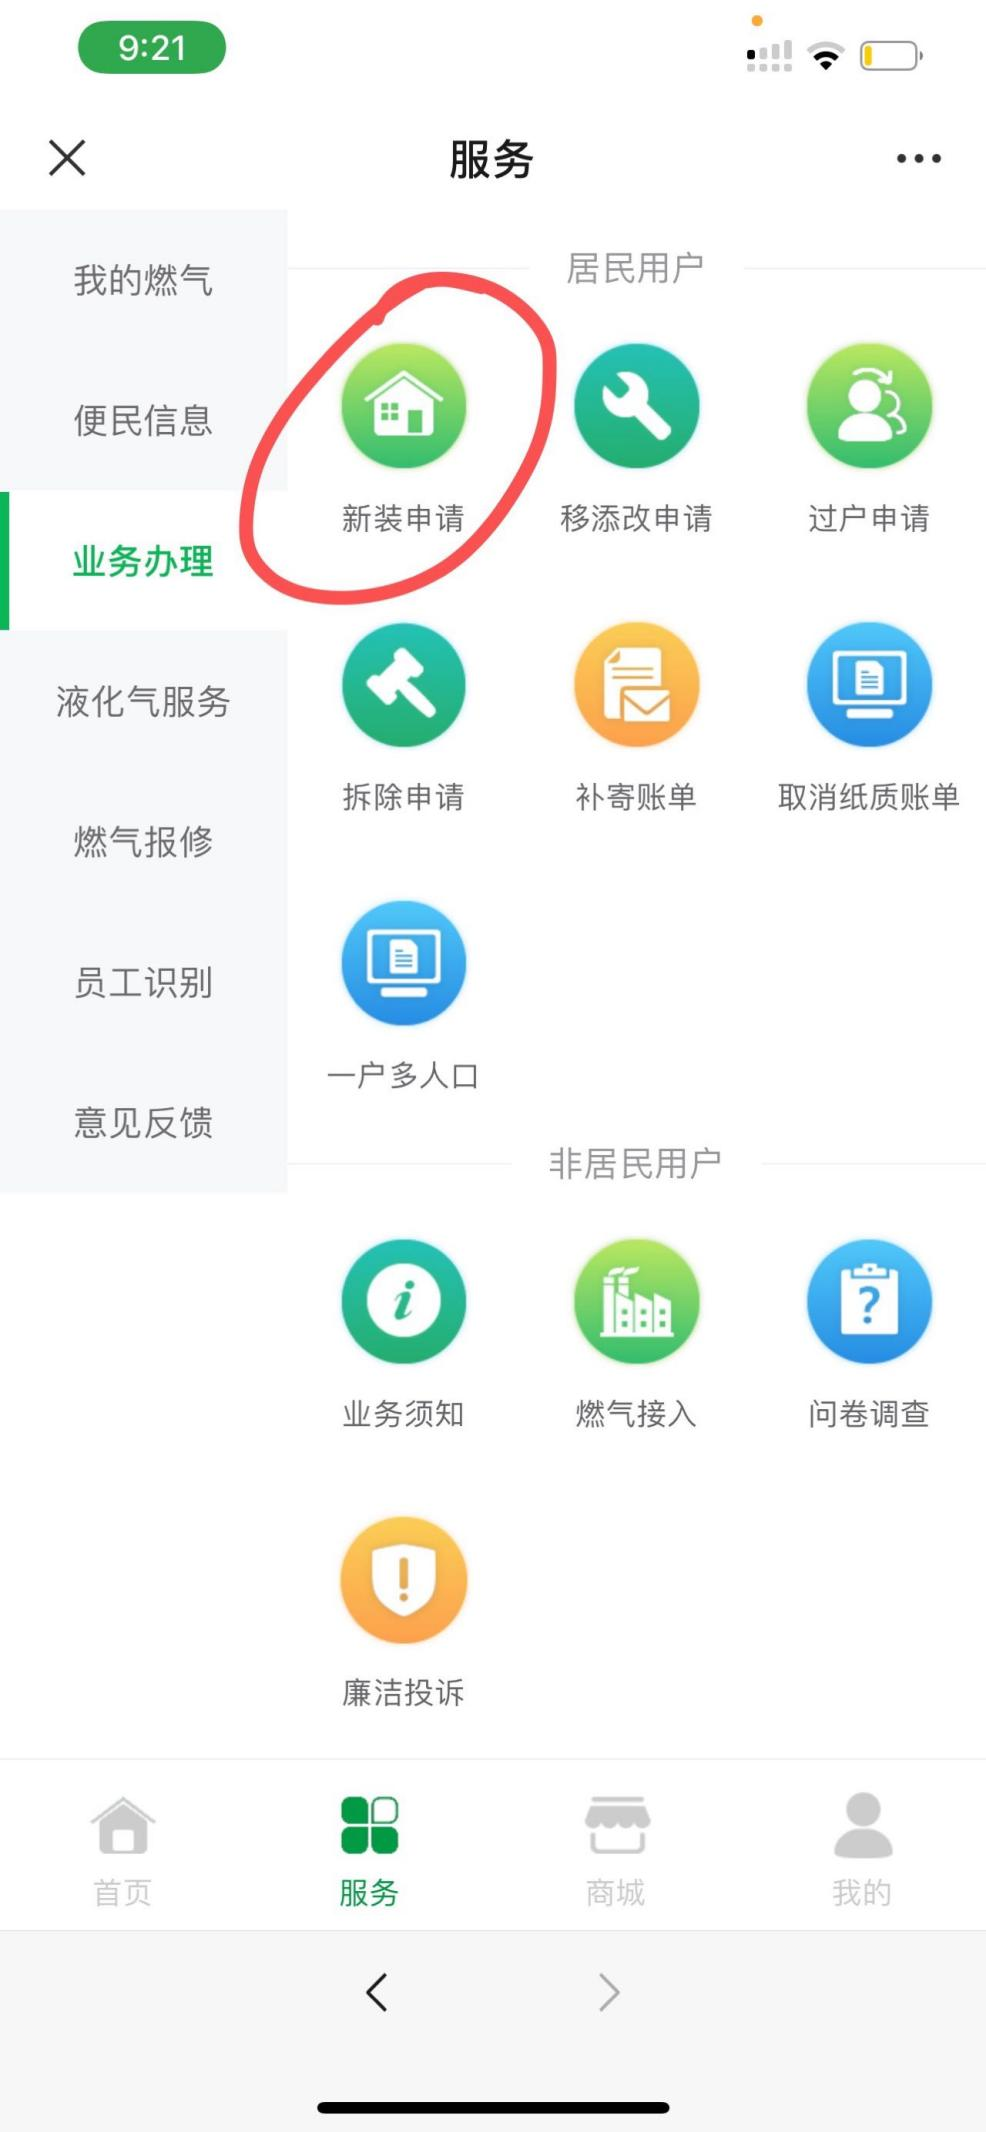 9:21
服务
我的燃气
便民信息
业务办理
液化气服务
燃气报修
员工识别
意见反馈
居民用户
新装申请
移添改申请
过户申请
拆除申请
补寄账单
取消纸质账单
一户多人口
非居民用户
i
业务须知
燃气接入
?
问卷调查
!
廉洁投诉
首页
服务
商城
我的